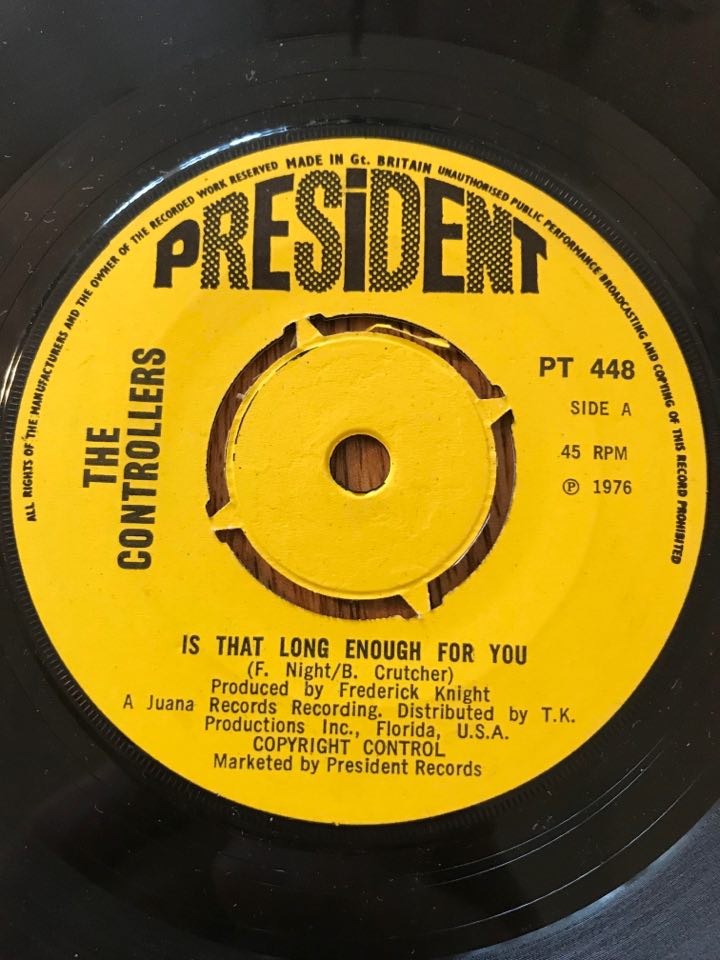 ALL RIGHTS OF THE MANUFACTURERS AND THE OWNER OF THE RECORDED WORK RESERVED MADE IN Gt. BRITAIN UNAUTHORISED PUBLIC PERFORMANCE BROADCASTING AND COPYING OF THIS RECORD PROHIBITED
PRESiDENT
THE
CONTROLLERS
PT 448
SIDE A
45 RPM
℗ 1976
IS THAT LONG ENOUGH FOR YOU
(F. Night/B. Crutcher)
Produced by Frederick Knight
A Juana Records Recording. Distributed by T.K.
Productions Inc., Florida, U.S.A.
COPYRIGHT CONTROL
Marketed by President Records